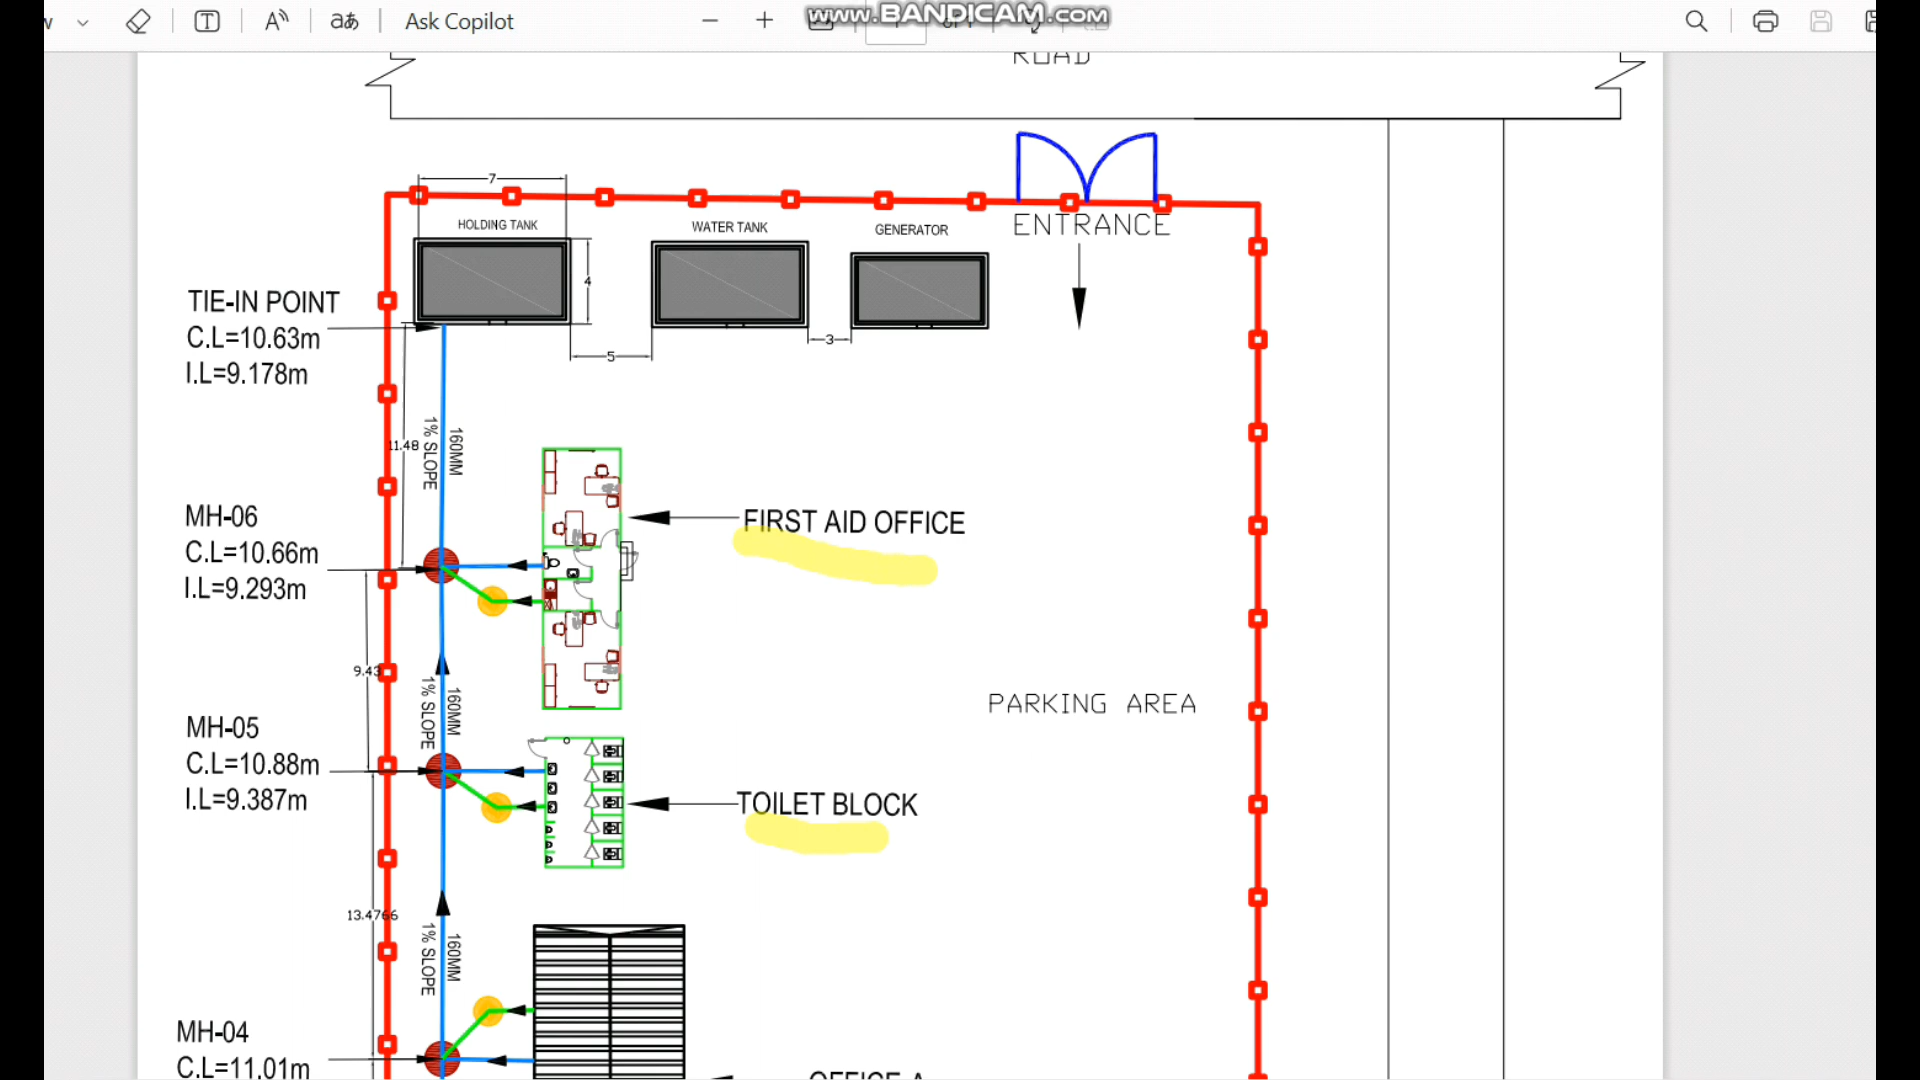 Ask Copilot
www.BANDICAM.com
ROAD
7
HOLDING TANK
WATER TANK
GENERATOR
ENTRANCE
4
TIE-IN POINT
C.L=10.63m
I.L=9.178m
5
3
11.48
1% SLOPE
160MM
MH-06
C.L=10.66m
I.L=9.293m
FIRST AID OFFICE
9.43
1% SLOPE
160MM
PARKING AREA
MH-05
C.L=10.88m
I.L=9.387m
TOILET BLOCK
13.4766
1% SLOPE
160MM
MH-04
C.L=11.01m
OFFICE A